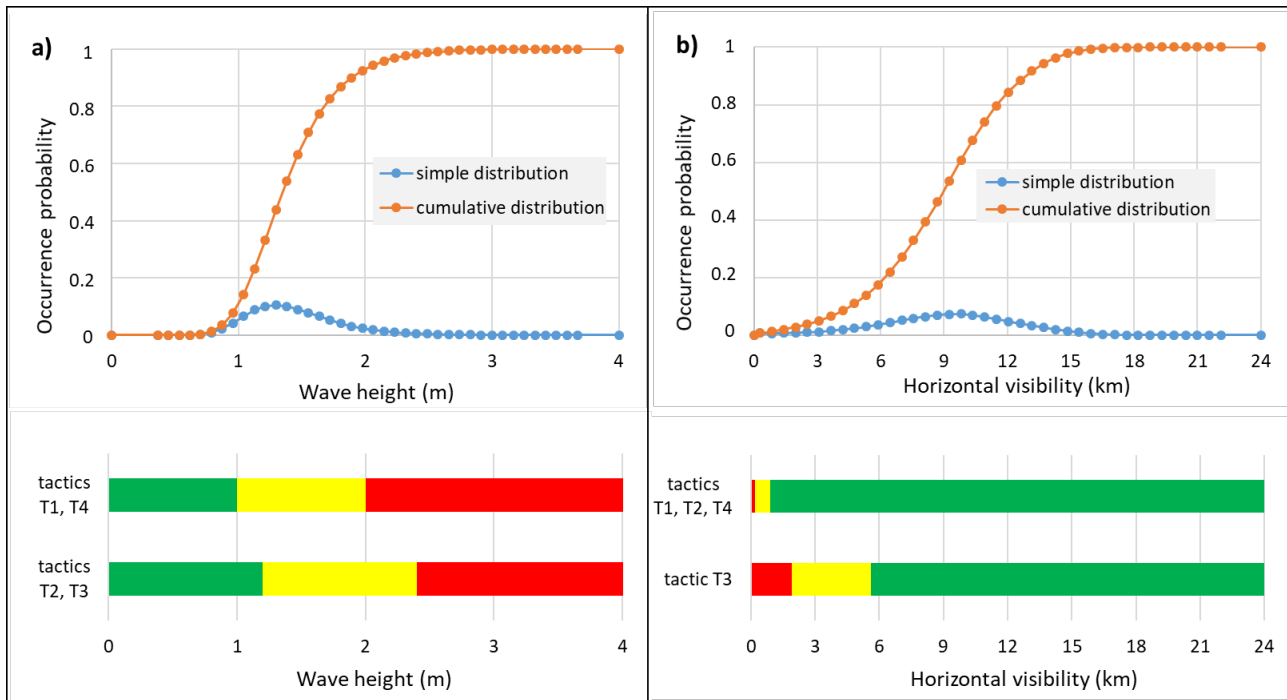 a)
Occurrence probability
1
0.8
0.6
0.4
0.2
0
simple distribution
cumulative distribution
0 1 2 3 4
Wave height (m)
tactics
T1, T4
tactics
T2, T3
0 1 2 3 4
Wave height (m)
b)
Occurrence probability
1
0.8
0.6
0.4
0.2
0
simple distribution
cumulative distribution
0 3 6 9 12 15 18 21 24
Horizontal visibility (km)
tactics
T1, T2, T4
tactic T3
0 3 6 9 12 15 18 21 24
Horizontal visibility (km)